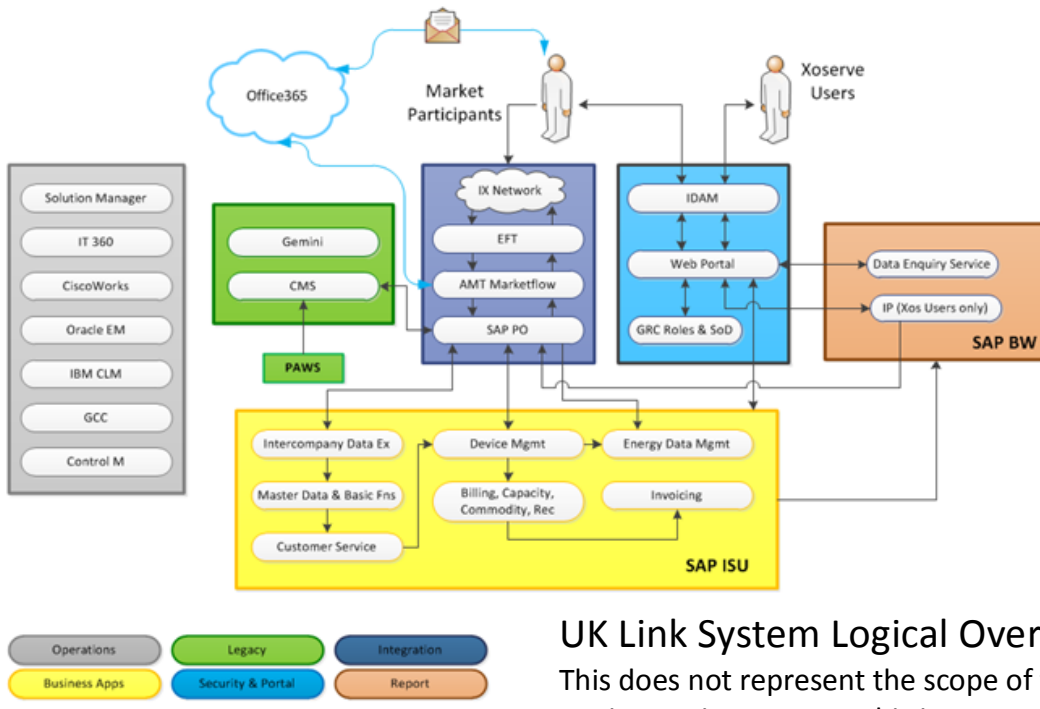 Office365
Market
Participants
Xoserve
Users
Solution Manager
IT 360
CiscoWorks
Oracle EM
IBM CLM
GCC
Control M
Gemini
CMS
PAWS
IX Network
EFT
AMT Marketflow
SAP PO
IDAM
Web Portal
GRC Roles & SoD
Data Enquiry Service
IP (Xos Users only)
SAP BW
Intercompany Data Ex
Device Mgmt
Energy Data Mgmt
Master Data & Basic Fns
Billing, Capacity,
Commodity, Rec
Invoicing
Customer Service
SAP ISU
Operations
Legacy
Integration
Business Apps
Security & Portal
Report
UK Link System Logical Over
This does not represent the scope of